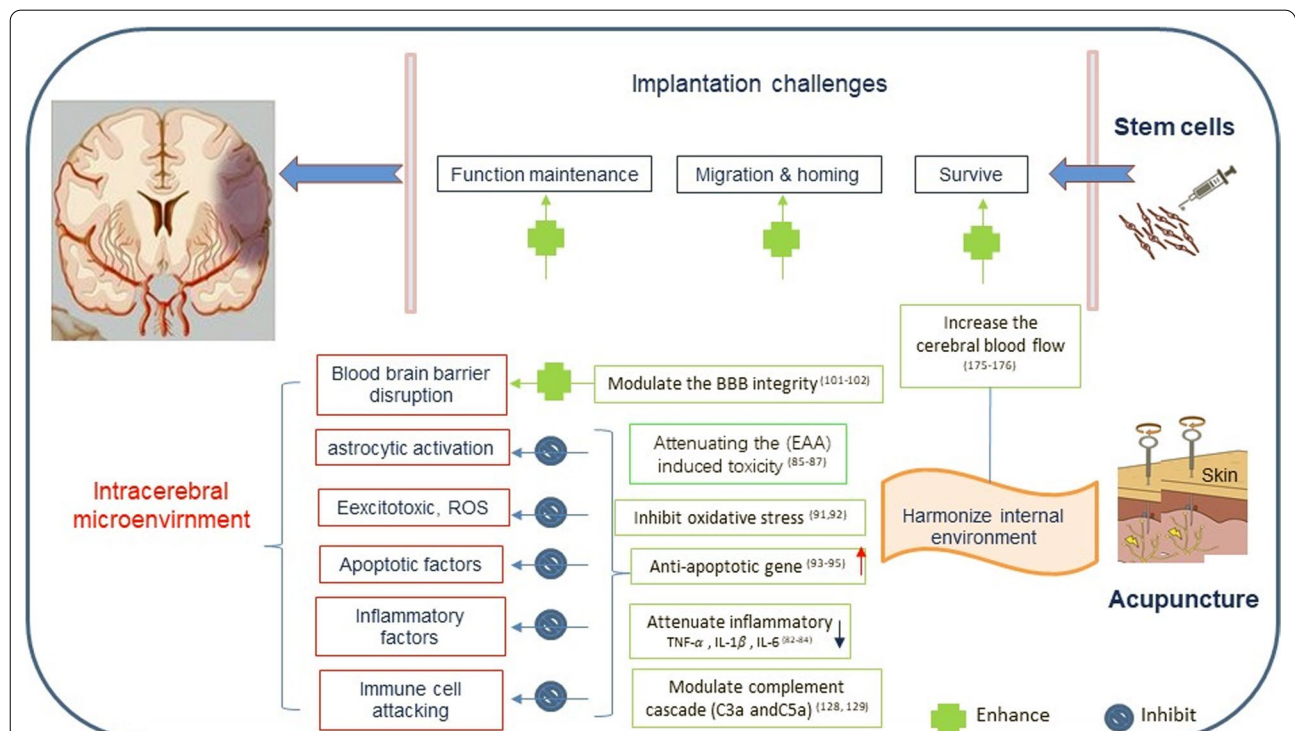 Implantation challenges
Stem cells
Function maintenance
Migration & homing
Survive
Increase the
cerebral blood flow
(175-176)
Blood brain barrier
disruption
Modulate the BBB integrity (101-102)
astrocytic activation
Attenuating the (EAA)
induced toxicity (85-87)
Intracerebral
microenvirnment
Eexcitotoxic, ROS
Inhibit oxidative stress (91,92)
Harmonize internal
environment
Skin
Apoptotic factors
Anti-apoptotic gene (93-95)
Acupuncture
Inflammatory
factors
Attenuate inflammatory
TNF-α , IL-1β , IL-6 (82-84)
Immune cell
attacking
Modulate complement
cascade (C3a andC5a) (128, 129)
Enhance
Inhibit